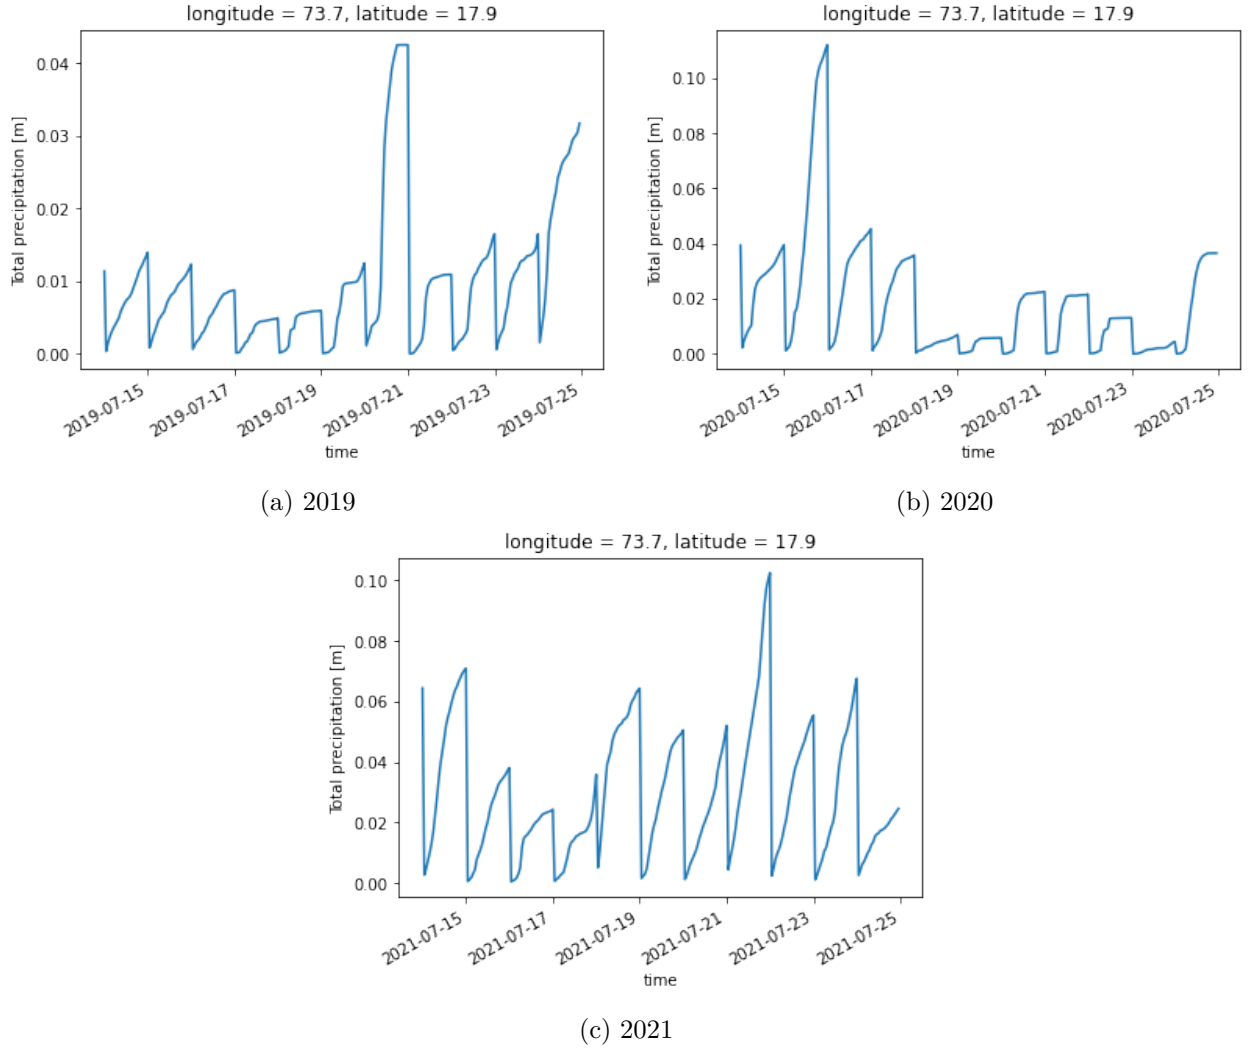 longitude = 73.7, latitude = 17.9
Total precipitation [m]
0.04
0.03
0.02
0.01
0.00
2019-07-15
2019-07-17
2019-07-19
2019-07-21
2019-07-23
2019-07-25
time
(a) 2019
longitude = 73.7, latitude = 17.9
Total precipitation [m]
0.10
0.08
0.06
0.04
0.02
0.00
2020-07-15
2020-07-17
2020-07-19
2020-07-21
2020-07-23
2020-07-25
time
(b) 2020
longitude = 73.7, latitude = 17.9
Total precipitation [m]
0.10
0.08
0.06
0.04
0.02
0.00
2021-07-15
2021-07-17
2021-07-19
2021-07-21
2021-07-23
2021-07-25
time
(c) 2021